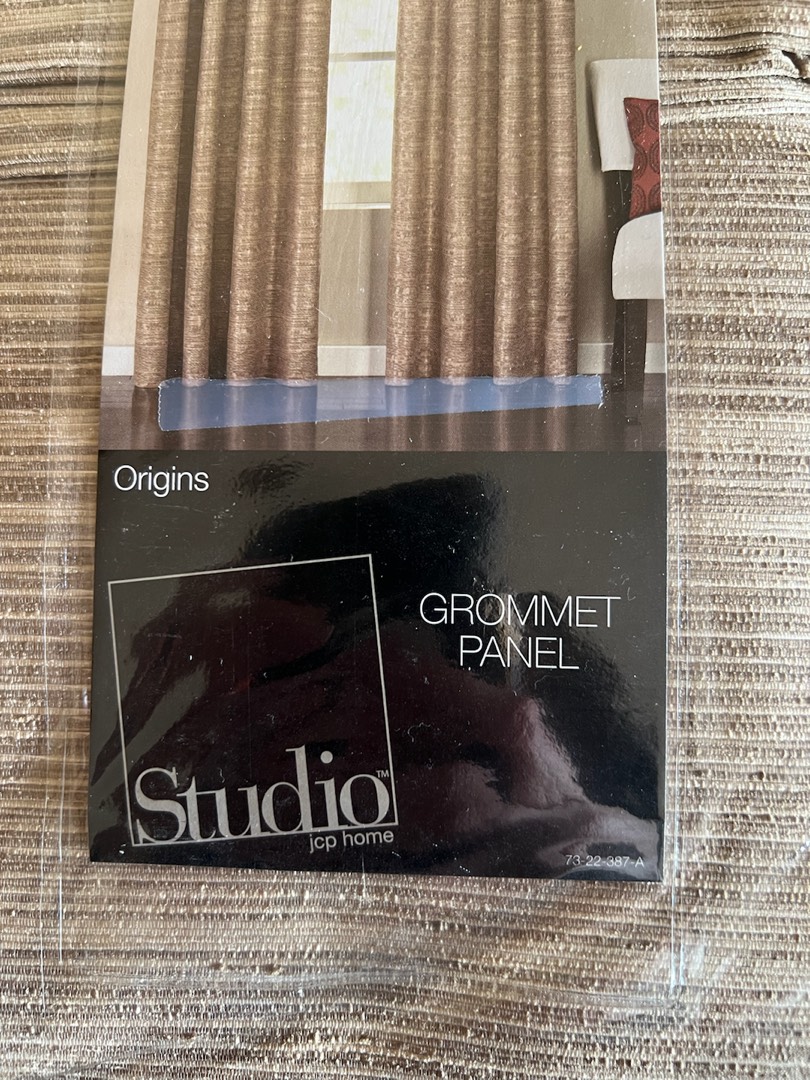 Origins
GROMMET
PANEL
Studio™
jcp home
73-22-387-A